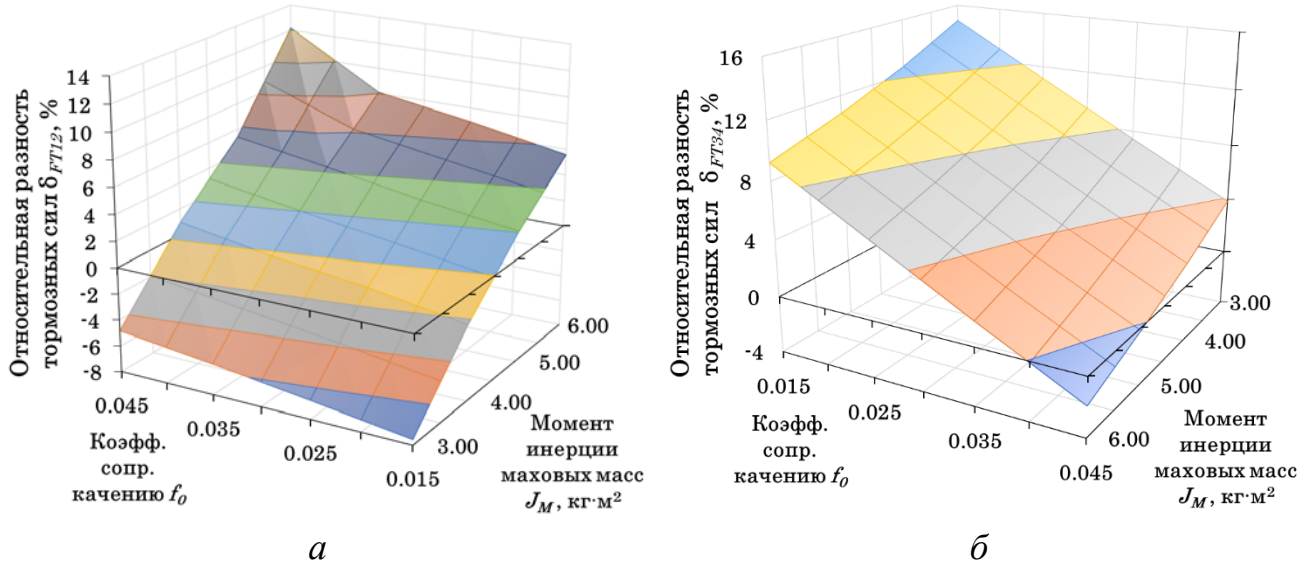 Относительная разность
тормозных сил δFT12, %
14
12
10
8
6
4
2
0
-2
-4
-6
-8
0.045
0.035
0.025
0.015
Коэфф.
сопр.
качению fo
3.00
4.00
5.00
6.00
Момент
инерции
маховых масс
JM, кг·м²
а
Относительная разность
тормозных сил δFT34, %
16
12
8
4
0
-4
0.015
0.025
0.035
0.045
Коэфф.
сопр.
качению fo
3.00
4.00
5.00
6.00
Момент
инерции
маховых масс
JM, кг·м²
б